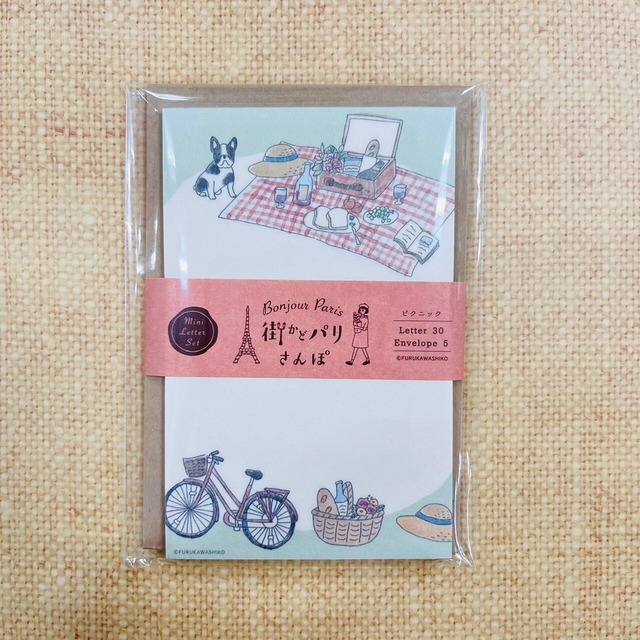 Mini
Letter
Set
Bonjour Paris
街かどパリ
さんぽ
ピクニック
Letter 30
Envelope 5
©FURUKAWASHIKO
©FURUKAWASHIKO